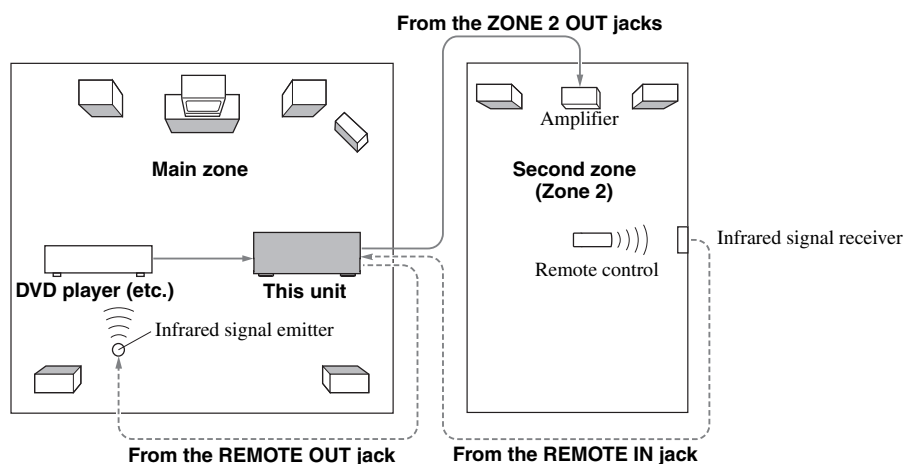 From the ZONE 2 OUT jacks
Amplifier
Main zone
Second zone
(Zone 2)
Infrared signal receiver
Remote control
DVD player (etc.)
This unit
Infrared signal emitter
From the REMOTE OUT jack
From the REMOTE IN jack